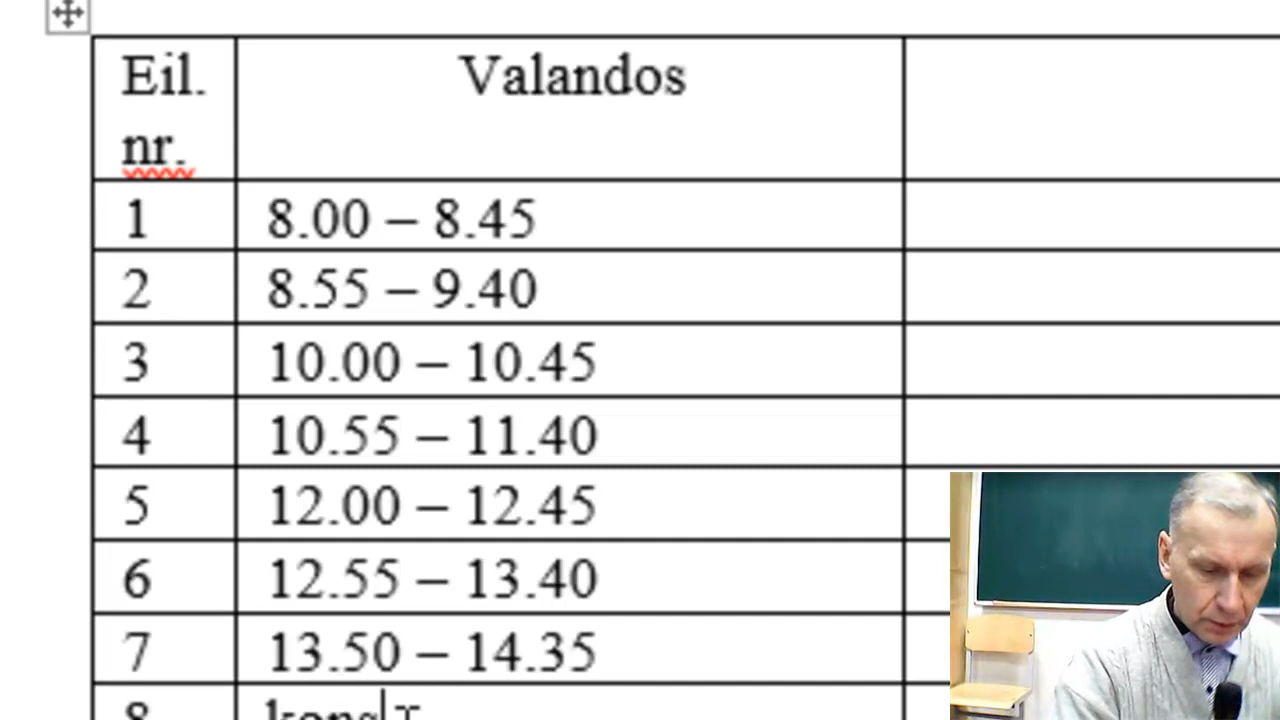 Eil. nr.
Valandos
1 8.00 – 8.45
2 8.55 – 9.40
3 10.00 – 10.45
4 10.55 – 11.40
5 12.00 – 12.45
6 12.55 – 13.40
7 13.50 – 14.35
8 kons